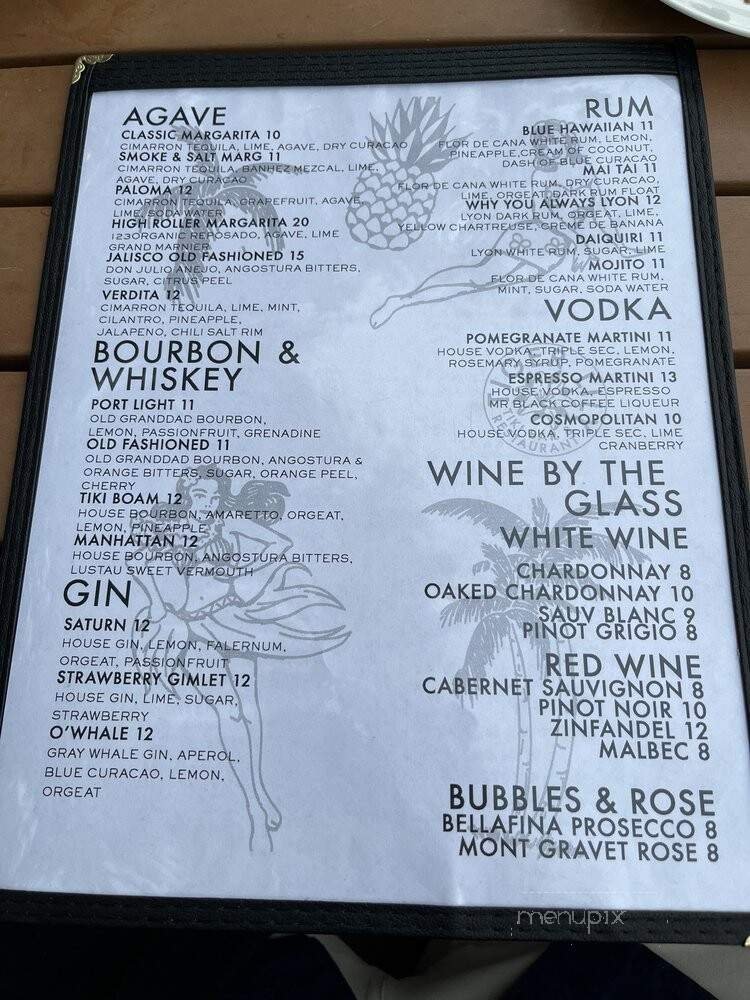 AGAVE
CLASSIC MARGARITA 10
CIMARRON TEQUILA, LIME, AGAVE, DRY CURACAO
SMOKE & SALT MARG 11
CIMARRON TEQUILA, BANHEZ MEZCAL, LIME,
AGAVE, DRY CURACAO
PALOMA 12
CIMARRON TEQUILA, GRAPEFRUIT, AGAVE,
LIME, SODA WATER
HIGH ROLLER MARGARITA 20
123ORGANIC REPOSADO, AGAVE, LIME
GRAND MARNIER
JALISCO OLD FASHIONED 15
DON JULIO ANEJO, ANGOSTURA BITTERS,
SUGAR, CITRUS PEEL
VERDITA 12
CIMARRON TEQUILA, LIME, MINT,
CILANTRO, PINEAPPLE,
JALAPENO, CHILI SALT RIM
BOURBON &
WHISKEY
PORT LIGHT 11
OLD GRANDDAD BOURBON,
LEMON, PASSIONFRUIT, GRENADINE
OLD FASHIONED 11
OLD GRANDDAD BOURBON, ANGOSTURA &
ORANGE BITTERS, SUGAR, ORANGE PEEL,
CHERRY
TIKI BOAM 12
HOUSE BOURBON, AMARETTO, ORGEAT,
LEMON, PINEAPPLE
MANHATTAN 12
HOUSE BOURBON, ANGOSTURA BITTERS,
LUSTAU SWEET VERMOUTH
GIN
SATURN 12
HOUSE GIN, LEMON, FALERNUM,
ORGEAT, PASSIONFRUIT
STRAWBERRY GIMLET 12
HOUSE GIN, LIME, SUGAR,
STRAWBERRY
O'WHALE 12
GRAY WHALE GIN, APEROL,
BLUE CURACAO, LEMON,
ORGEAT
RUM
BLUE HAWAIIAN 11
FLOR DE CANA WHITE RUM, LEMON,
PINEAPPLE,CREAM OF COCONUT,
DASH OF BLUE CURACAO
MAI TAI 11
FLOR DE CANA WHITE RUM, DRY CURACAO,
LIME, ORGEAT, DARK RUM FLOAT
WHY YOU ALWAYS LYON 12
LYON DARK RUM, ORGEAT, LIME,
YELLOW CHARTREUSE, CREME DE BANANA
DAIQUIRI 11
LYON WHITE RUM, SUGAR, LIME
MOJITO 11
FLOR DE CANA WHITE RUM,
MINT, SUGAR, SODA WATER
VODKA
POMEGRANATE MARTINI 11
HOUSE VODKA, TRIPLE SEC, LEMON,
ROSEMARY SYRUP, POMEGRANATE
ESPRESSO MARTINI 13
HOUSE VODKA, ESPRESSO
MR BLACK COFFEE LIQUEUR
COSMOPOLITAN 10
HOUSE VODKA, TRIPLE SEC, LIME
CRANBERRY
WINE BY THE
GLASS
WHITE WINE
CHARDONNAY 8
OAKED CHARDONNAY 10
SAUV BLANC 9
PINOT GRIGIO 8
RED WINE
CABERNET SAUVIGNON 8
PINOT NOIR 10
ZINFANDEL 12
MALBEC 8
BUBBLES & ROSE
BELLAFINA PROSECCO 8
MONT GRAVET ROSE 8
menupix